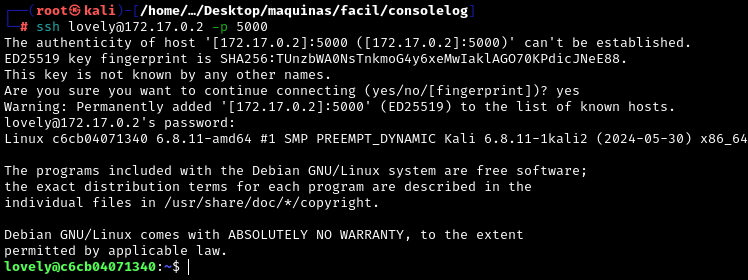 ┌──(root㉿kali)-[/home/…/Desktop/maquinas/facil/consolelog]
└─# ssh lovely@172.17.0.2 -p 5000
The authenticity of host '[172.17.0.2]:5000 ([172.17.0.2]:5000)' can't be established.
ED25519 key fingerprint is SHA256:TUnzbWA0NsTnkmoG4y6xeMwIaklAGO70KPdicJNeE88.
This key is not known by any other names.
Are you sure you want to continue connecting (yes/no/[fingerprint])? yes
Warning: Permanently added '[172.17.0.2]:5000' (ED25519) to the list of known hosts.
lovely@172.17.0.2's password:
Linux c6cb04071340 6.8.11-amd64 #1 SMP PREEMPT_DYNAMIC Kali 6.8.11-1kali2 (2024-05-30) x86_64
The programs included with the Debian GNU/Linux system are free software;
the exact distribution terms for each program are described in the
individual files in /usr/share/doc/*/copyright.
Debian GNU/Linux comes with ABSOLUTELY NO WARRANTY, to the extent
permitted by applicable law.
lovely@c6cb04071340:~$